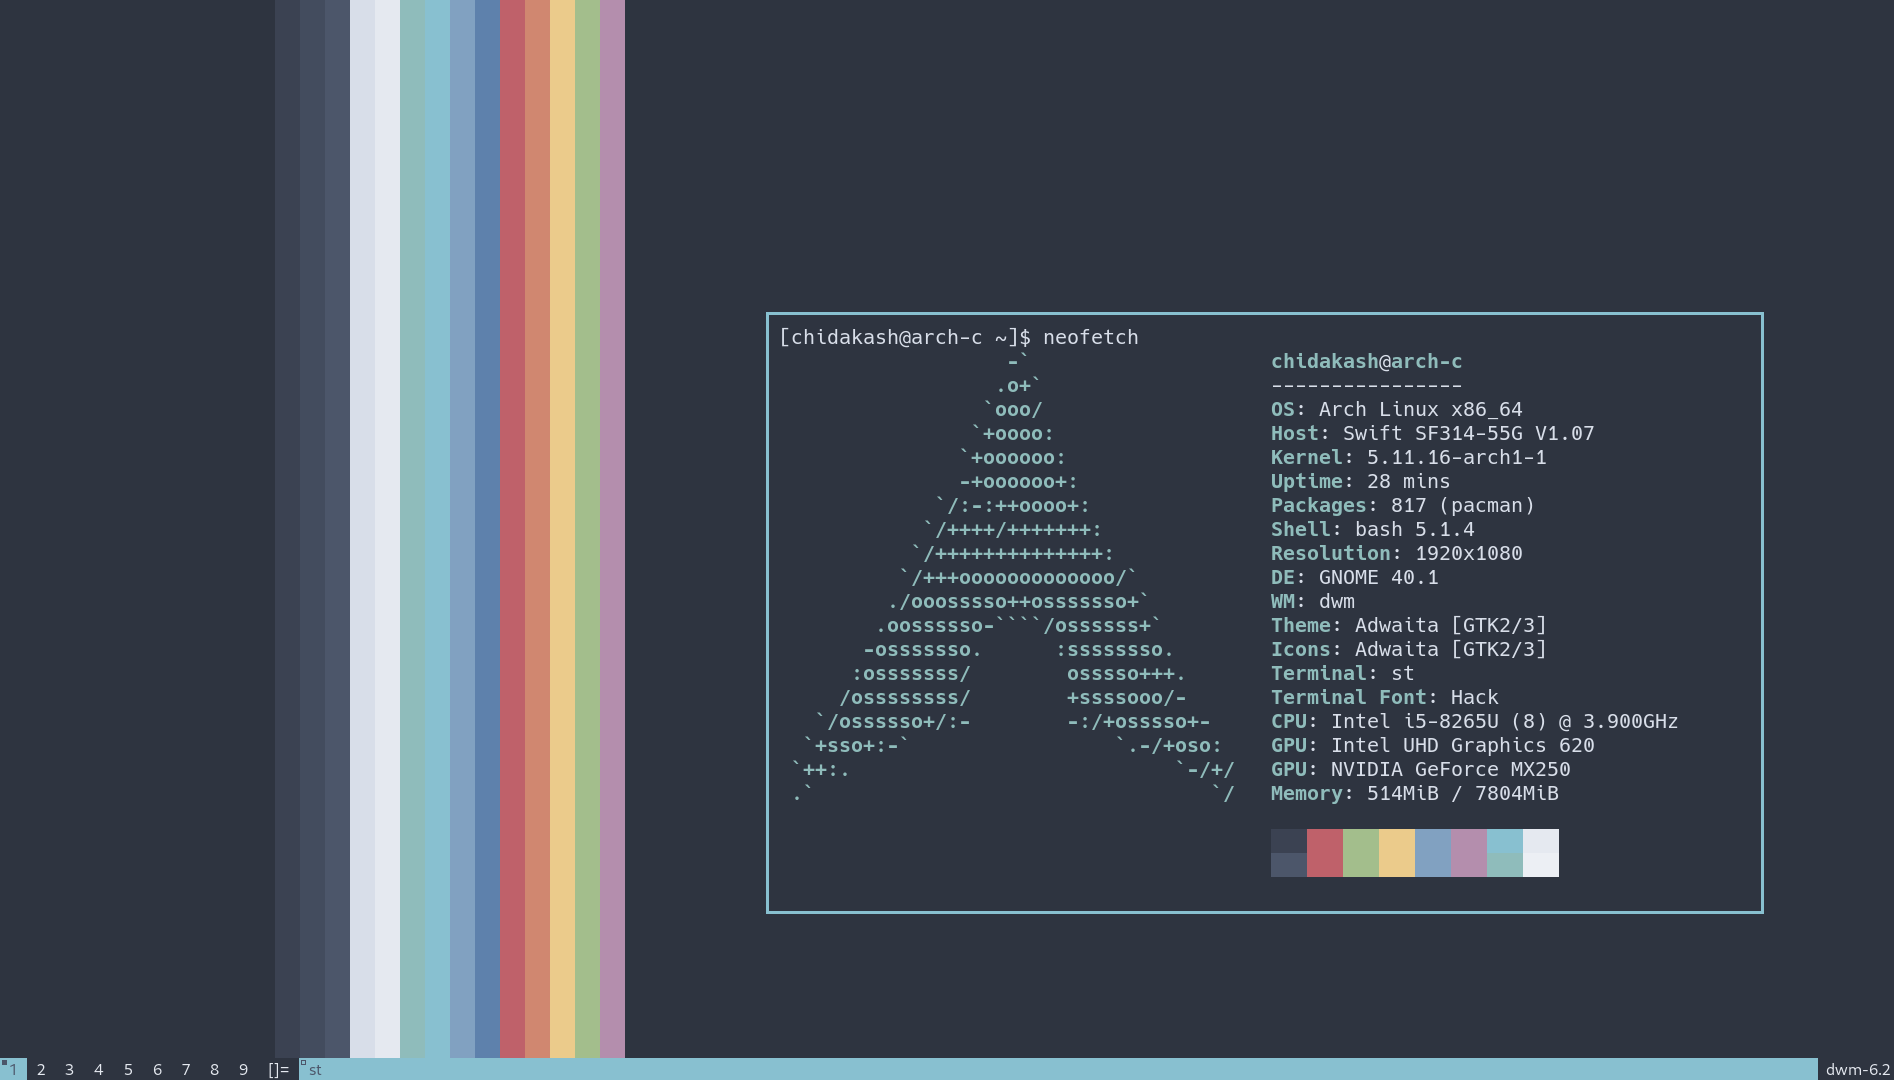 [chidakash@arch-c ~]$ neofetch
                   -`                    chidakash@arch-c
                  .o+`                   ----------------
                 `ooo/                   OS: Arch Linux x86_64
                `+oooo:                  Host: Swift SF314-55G V1.07
               `+oooooo:                 Kernel: 5.11.16-arch1-1
               -+oooooo+:                Uptime: 28 mins
             `/:-:++oooo+:               Packages: 817 (pacman)
            `/++++/+++++++:              Shell: bash 5.1.4
           `/++++++++++++++:             Resolution: 1920x1080
          `/+++ooooooooooooo/`           DE: GNOME 40.1
         ./ooosssso++osssssso+`          WM: dwm
        .oossssso-````/ossssss+`         Theme: Adwaita [GTK2/3]
       -osssssso.      :ssssssso.        Icons: Adwaita [GTK2/3]
      :osssssss/        osssso+++.       Terminal: st
     /ossssssss/        +ssssooo/-       Terminal Font: Hack
   `/ossssso+/:-        -:/+osssso+-     CPU: Intel i5-8265U (8) @ 3.900GHz
  `+sso+:-`                 `.-/+oso:    GPU: Intel UHD Graphics 620
 `++:.                           `-/+/   GPU: NVIDIA GeForce MX250
 .`                                 `/   Memory: 514MiB / 7804MiB
1 2 3 4 5 6 7 8 9 []= st dwm-6.2